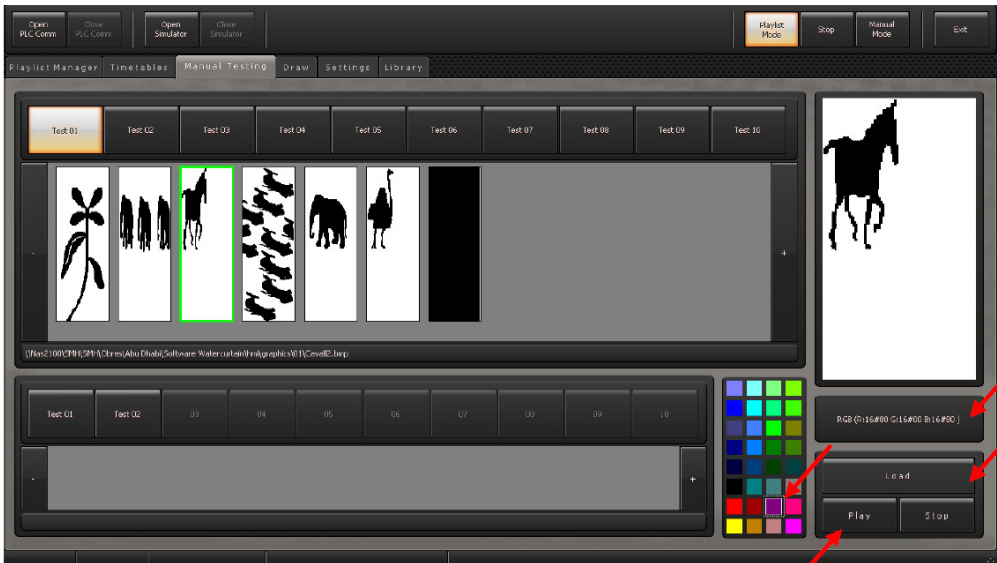 Open PLC Comm
Close PLC Comm
Open Simulator
Close Simulator
Playlist Mode
Stop
Manual Mode
Exit
Playlist Manager
Timetables
Manual Testing
Draw
Settings
Library
Test 01
Test 02
Test 03
Test 04
Test 05
Test 06
Test 07
Test 08
Test 09
Test 10
-
+
\\Nas2100\SMH\SMH\Obres\Abu Dhabi\Software Watercurtain\hmi\graphics\01\Cavall2.bmp
Test 01
Test 02
03
04
05
06
07
08
09
10
-
+
RGB (R:16#80 G:16#00 B:16#80 )
Load
Play
Stop